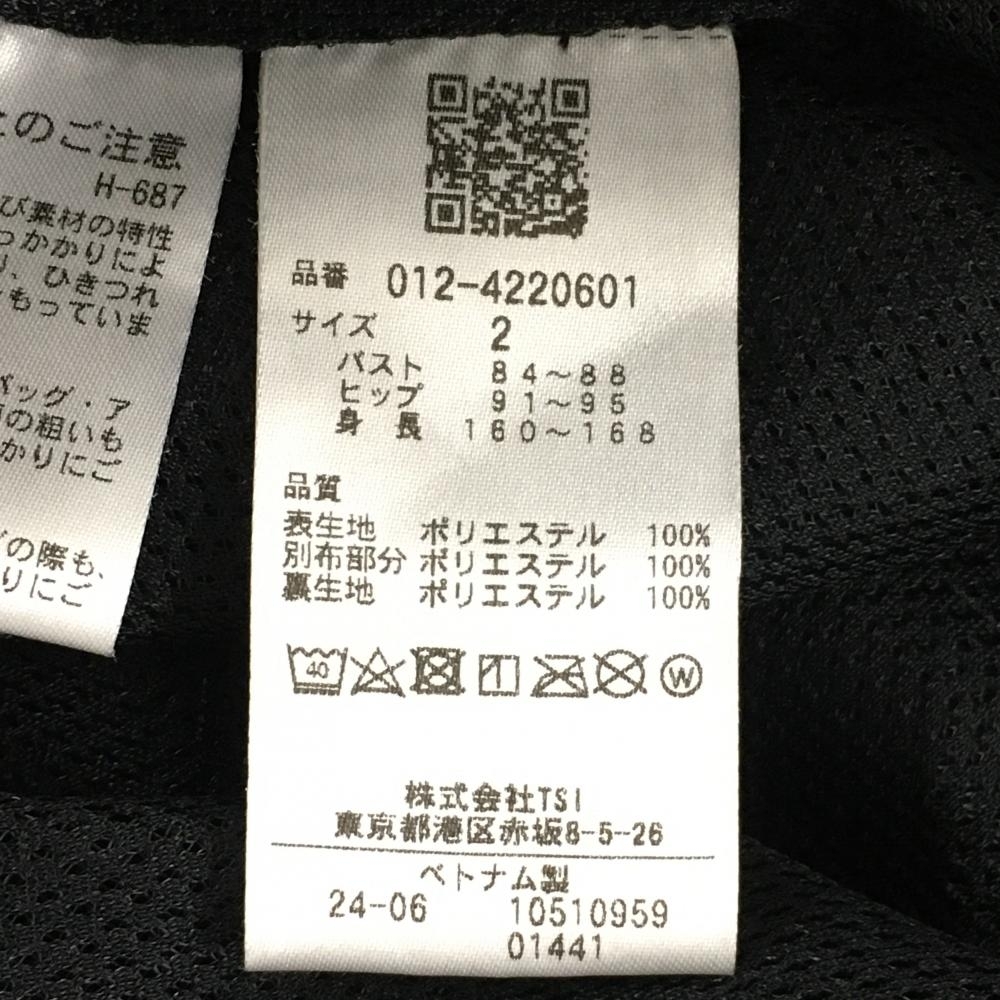 とのご注意
H-687
び素材の特性
っかかりによ
り、ひきつれ
もっていま
バッグ・ア
の粗いも
かりにご
の際も、
りにご
品番 012-4220601
サイズ 2
バスト 84～88
ヒップ 91～95
身長 160～168
品質
表生地 ポリエステル 100%
別布部分 ポリエステル 100%
裏生地 ポリエステル 100%
40
W
株式会社TSI
東京都港区赤坂8-5-26
ベトナム製
24-06 10510959
01441